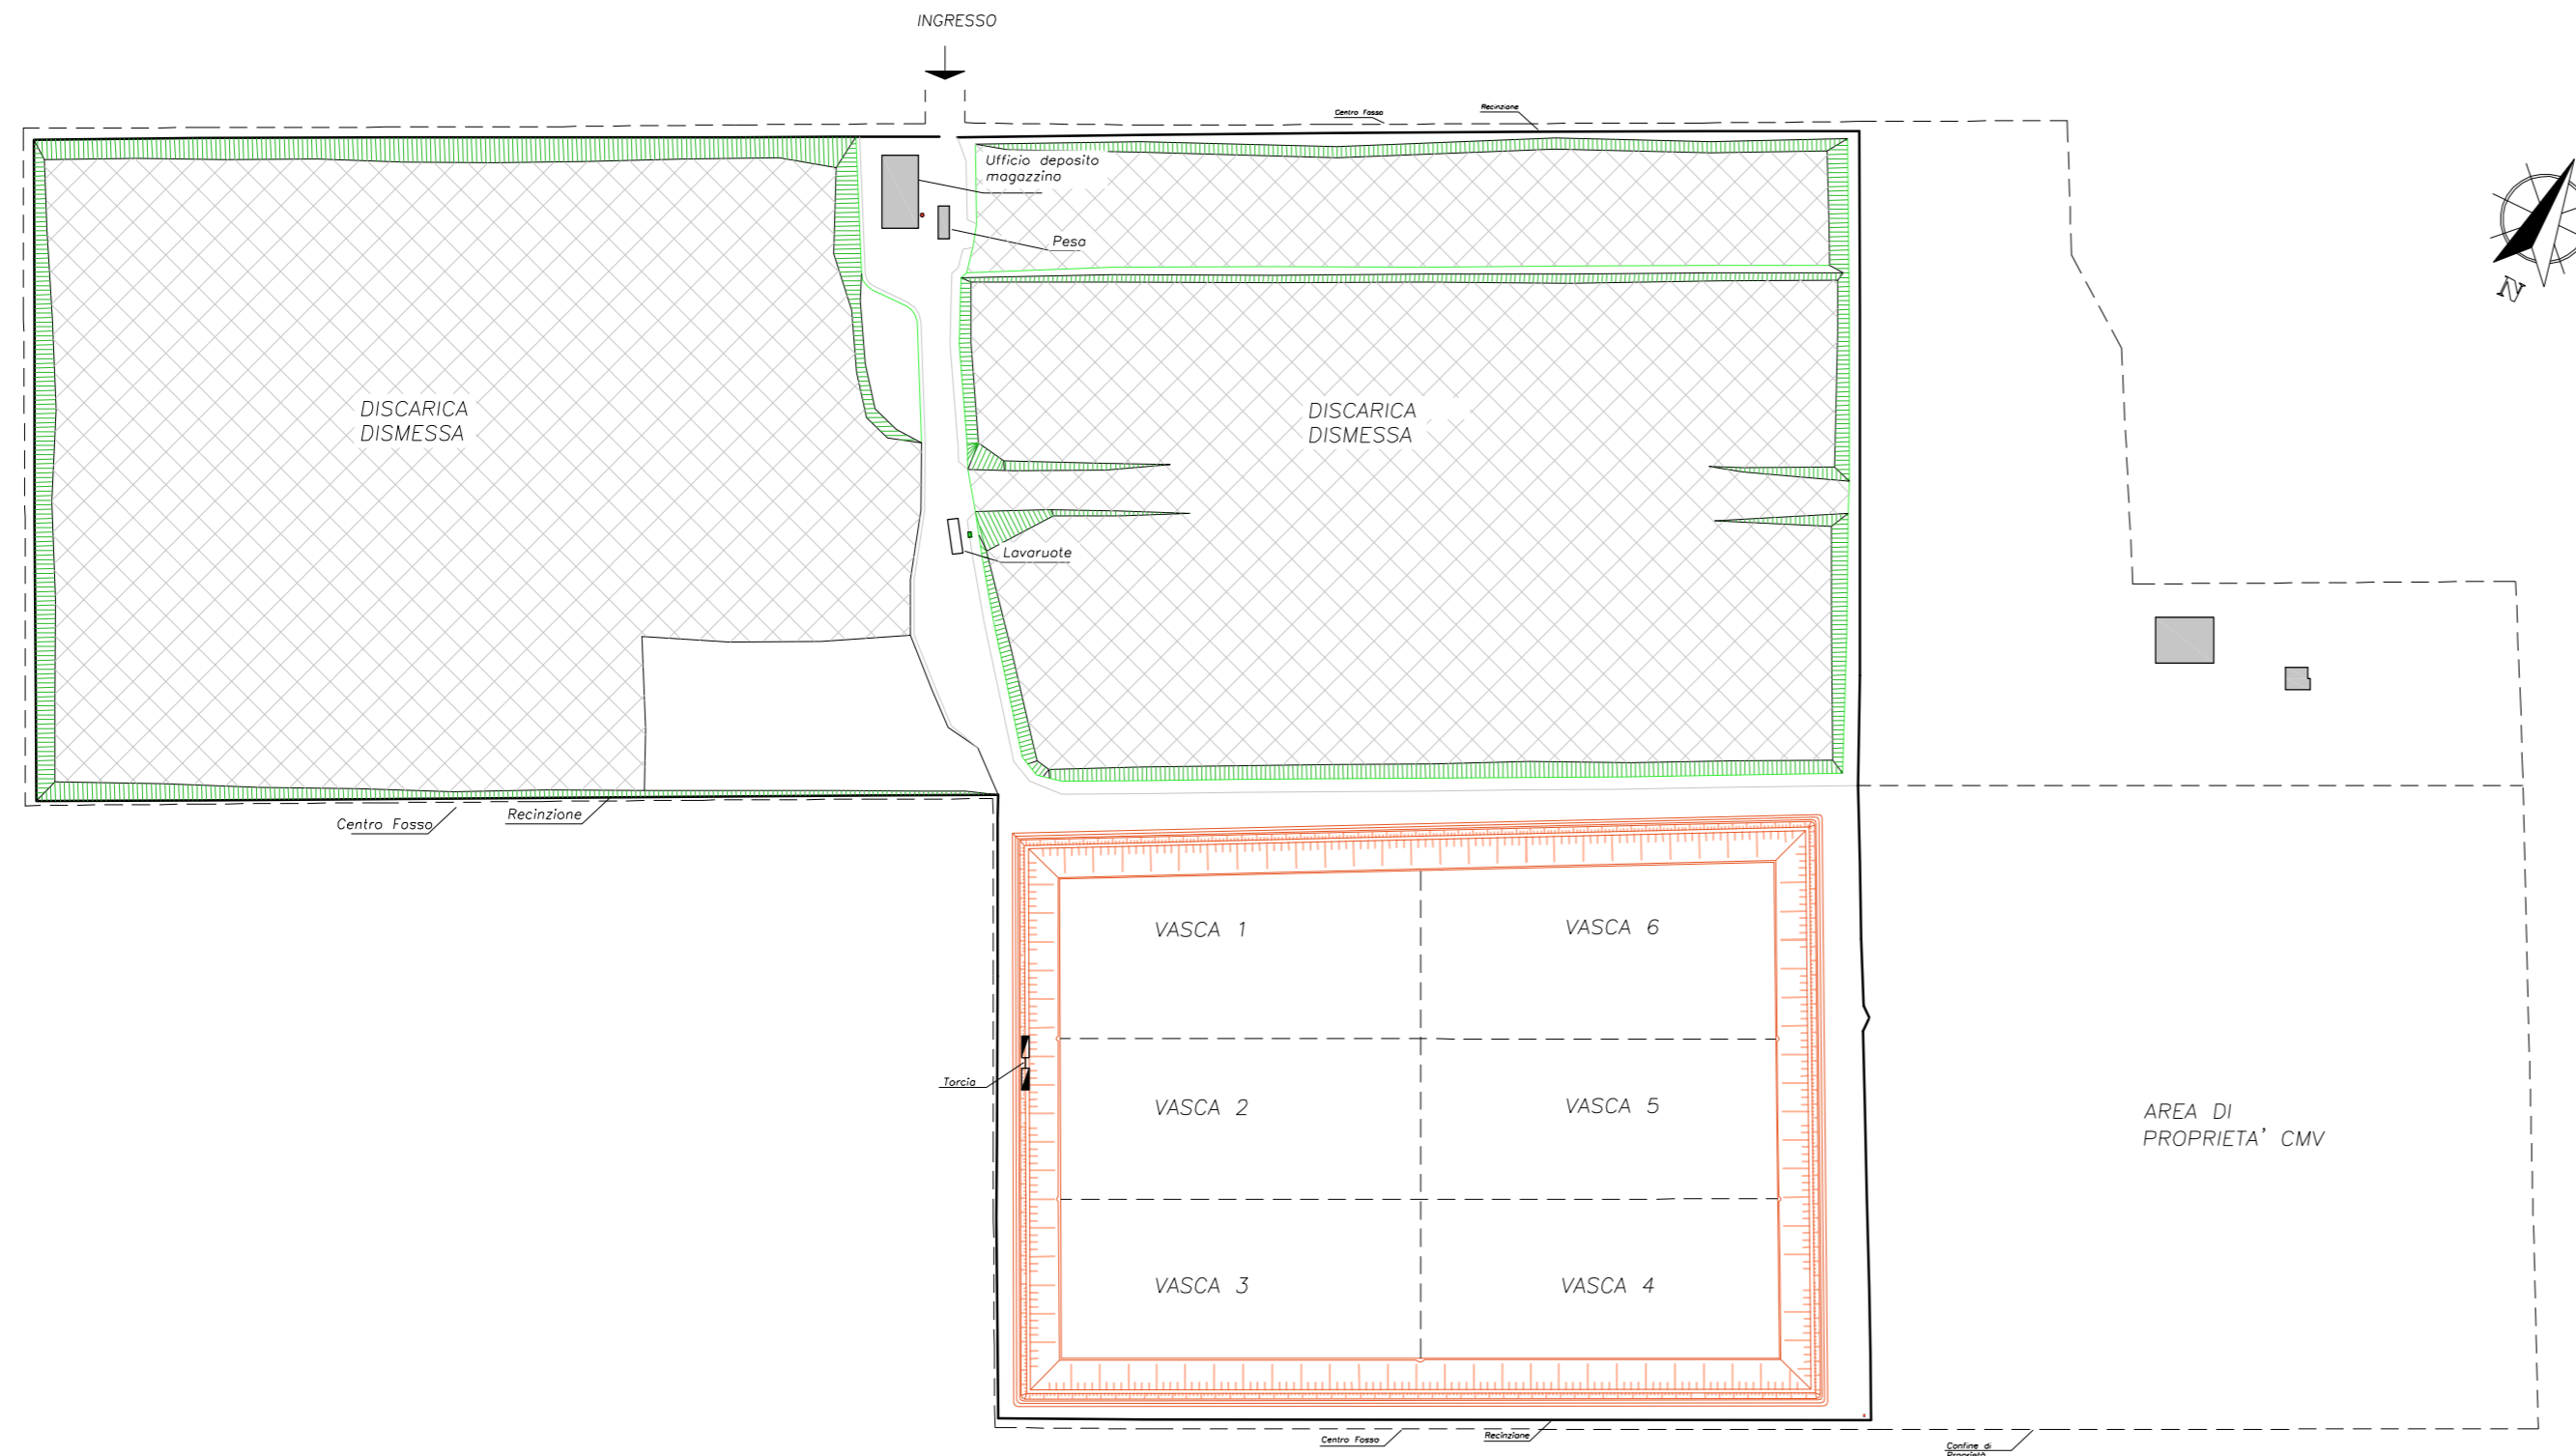 INGRESSO
Centro Fosso
Recinzione
Ufficio deposito
magazzino
Pesa
N
DISCARICA
DISMESSA
DISCARICA
DISMESSA
Lavaruote
Centro Fosso
Recinzione
VASCA 1
VASCA 6
Torcia
VASCA 2
VASCA 5
AREA DI
PROPRIETA' CMV
VASCA 3
VASCA 4
Centro Fosso
Recinzione
Confine di
Proprietà